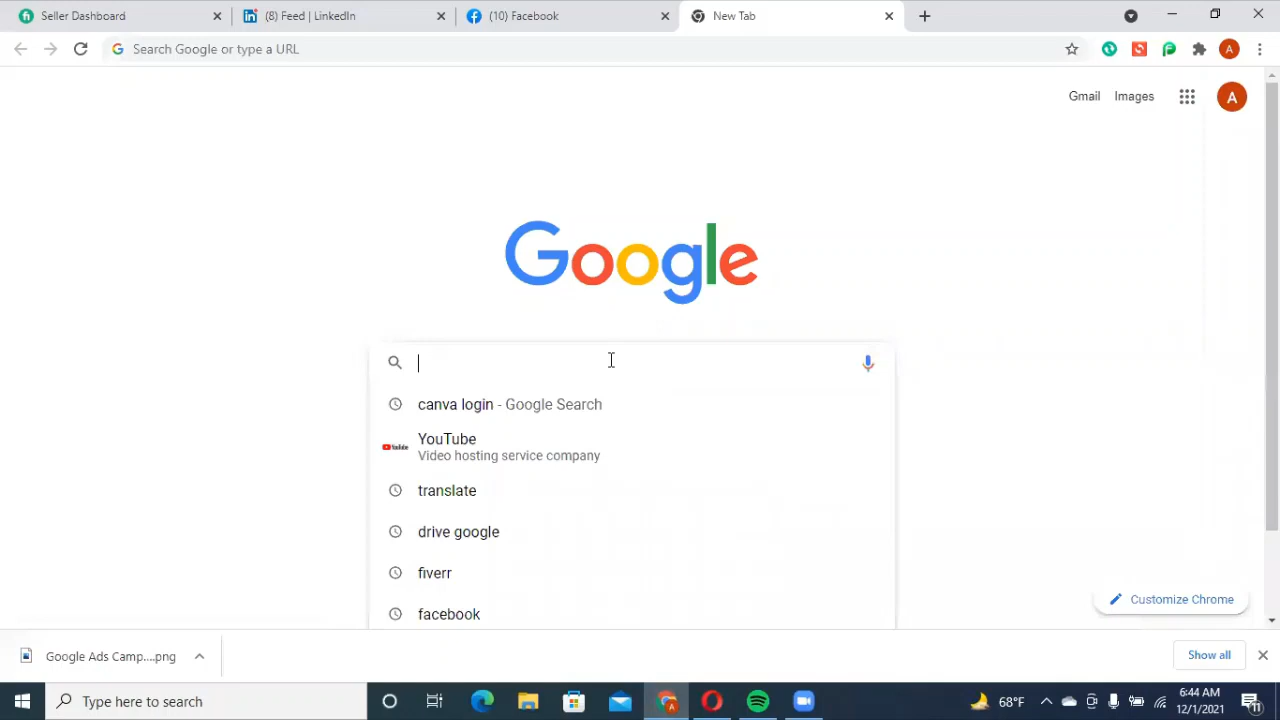 Seller Dashboard
(8) Feed | LinkedIn
(10) Facebook
New Tab
Search Google or type a URL
A
Gmail
Images
A
Google
canva login - Google Search
YouTube
YouTube
Video hosting service company
translate
drive google
fiverr
facebook
Customize Chrome
Google Ads Camp....png
Show all
Type here to search
A
68°F
6:44 AM
12/1/2021
11